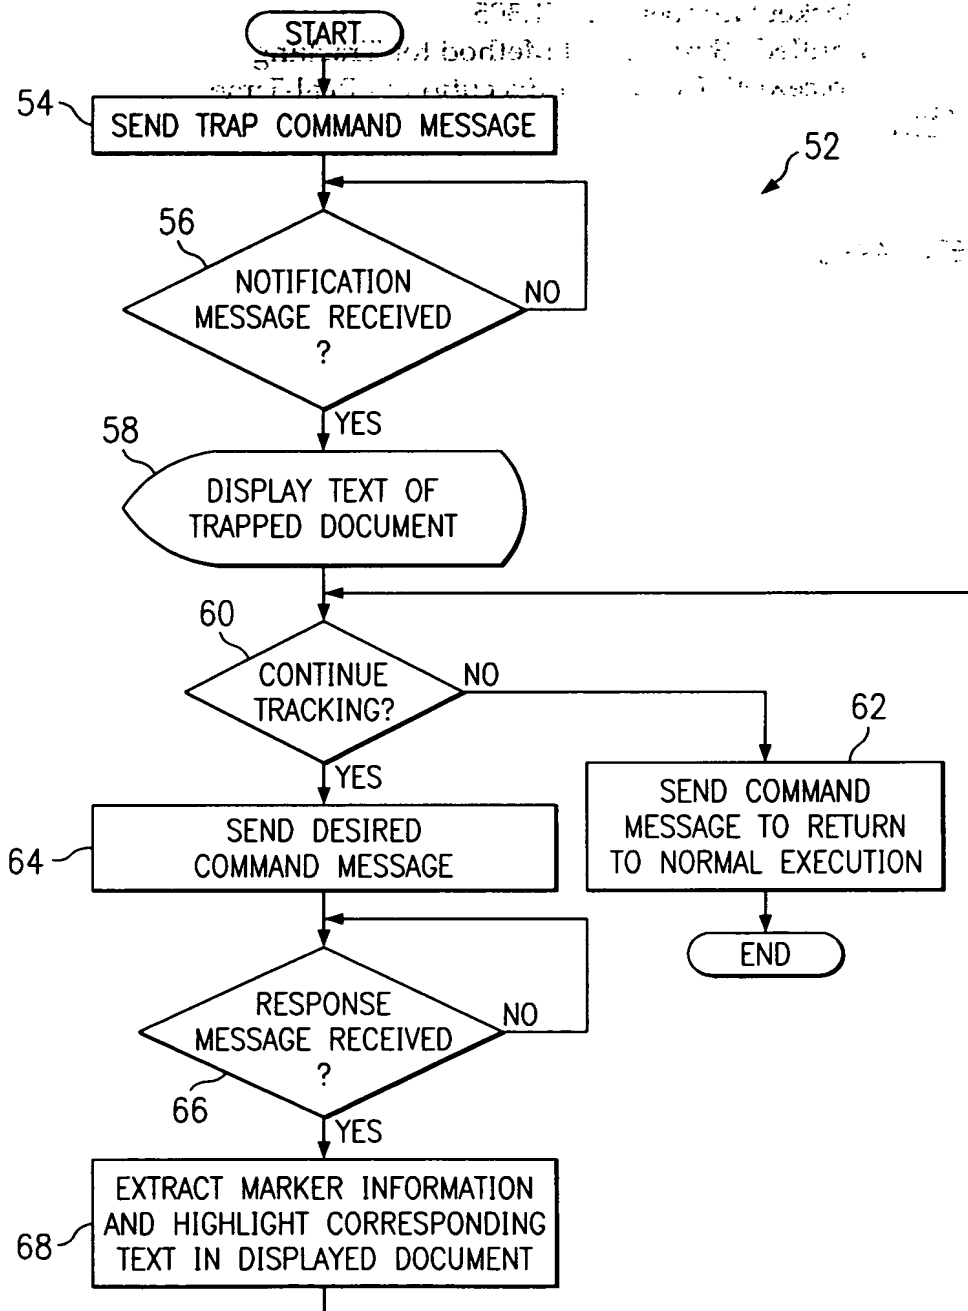 START
54
SEND TRAP COMMAND MESSAGE
52
56
NOTIFICATION
MESSAGE RECEIVED
?
NO
YES
58
DISPLAY TEXT OF
TRAPPED DOCUMENT
60
CONTINUE
TRACKING?
NO
YES
62
SEND COMMAND
MESSAGE TO RETURN
TO NORMAL EXECUTION
END
64
SEND DESIRED
COMMAND MESSAGE
RESPONSE
MESSAGE RECEIVED
?
NO
66
YES
68
EXTRACT MARKER INFORMATION
AND HIGHLIGHT CORRESPONDING
TEXT IN DISPLAYED DOCUMENT